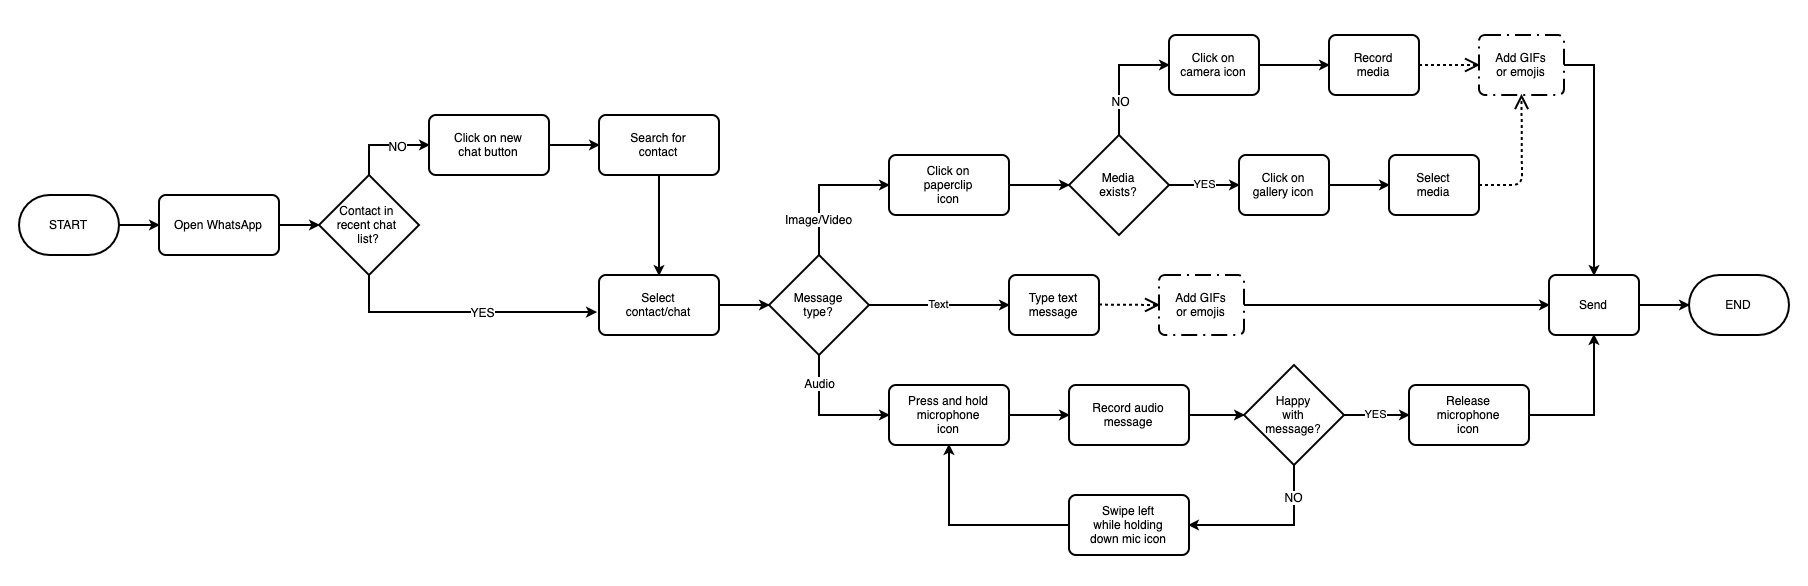 START
Open WhatsApp
Contact in
recent chat
list?
NO
Click on new
chat button
Search for
contact
YES
Select
contact/chat
Message
type?
Image/Video
Click on
paperclip
icon
Media
exists?
NO
Click on
camera icon
Record
media
Add GIFs
or emojis
YES
Click on
gallery icon
Select
media
Text
Type text
message
Add GIFs
or emojis
Audio
Press and hold
microphone
icon
Record audio
message
Happy
with
message?
YES
Release
microphone
icon
NO
Swipe left
while holding
down mic icon
Send
END